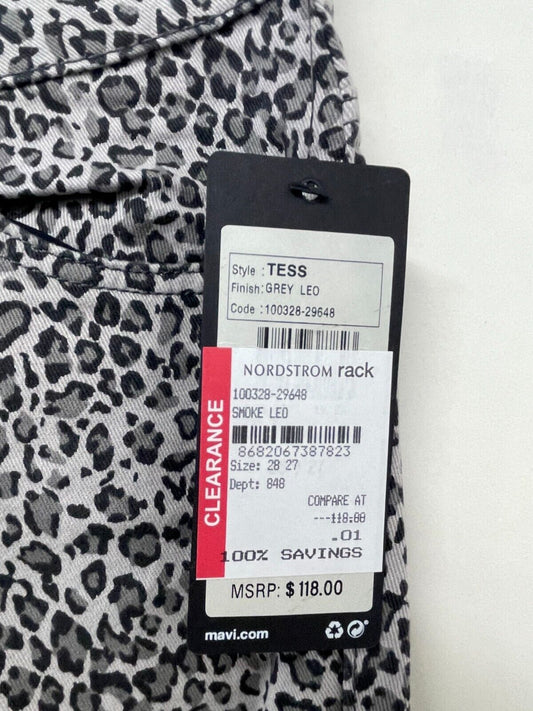 Style : TESS
Finish: GREY LEO
Code : 100328-29648
NORDSTROM rack
CLEARANCE
100328-29648
SMOKE LEO
8682067387823
Size: 28 27
Dept: 848
COMPARE AT
---118.00
.01
100% SAVINGS
MSRP: $ 118.00
mavi.com